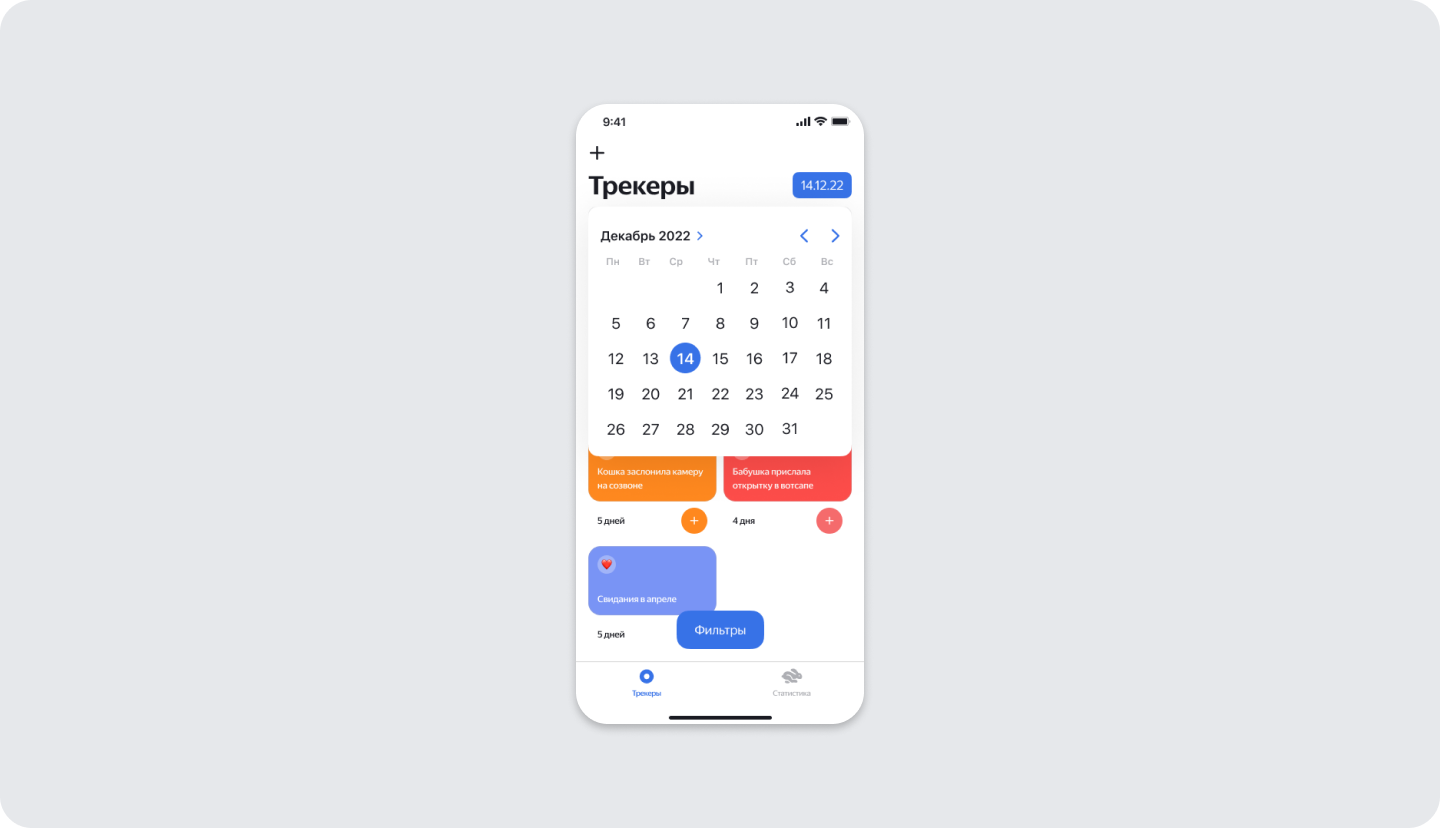 9:41
Трекеры
14.12.22
Декабрь 2022
Пн Вт Ср Чт Пт Сб Вс
1 2 3 4
5 6 7 8 9 10 11
12 13 14 15 16 17 18
19 20 21 22 23 24 25
26 27 28 29 30 31
Кошка заслонила камеру
на созвоне
Бабушка прислала
открытку в вотсапе
5 дней
4 дня
Свидания в апреле
5 дней
Фильтры
Трекеры
Статистика